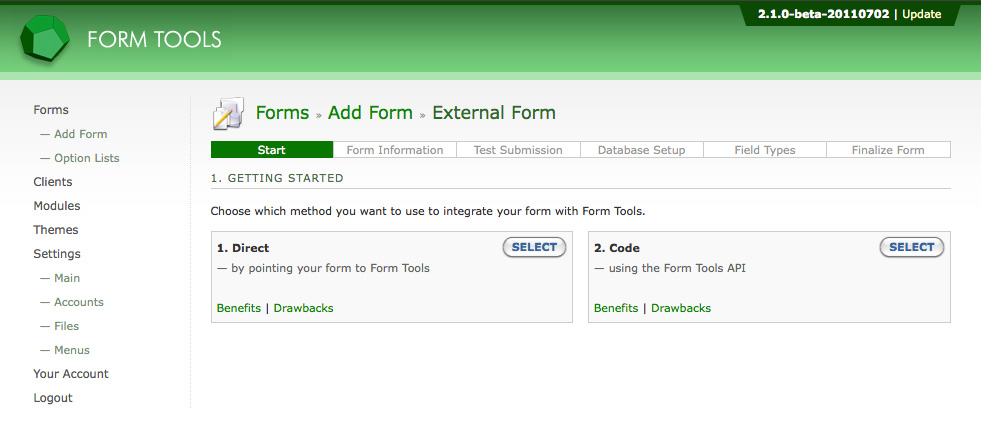 2.1.0-beta-20110702 | Update
FORM TOOLS
Forms
— Add Form
— Option Lists
Clients
Modules
Themes
Settings
— Main
— Accounts
— Files
— Menus
Your Account
Logout
Forms » Add Form » External Form
Start Form Information Test Submission Database Setup Field Types Finalize Form
1. GETTING STARTED
Choose which method you want to use to integrate your form with Form Tools.
1. Direct SELECT
— by pointing your form to Form Tools
Benefits | Drawbacks
2. Code SELECT
— using the Form Tools API
Benefits | Drawbacks